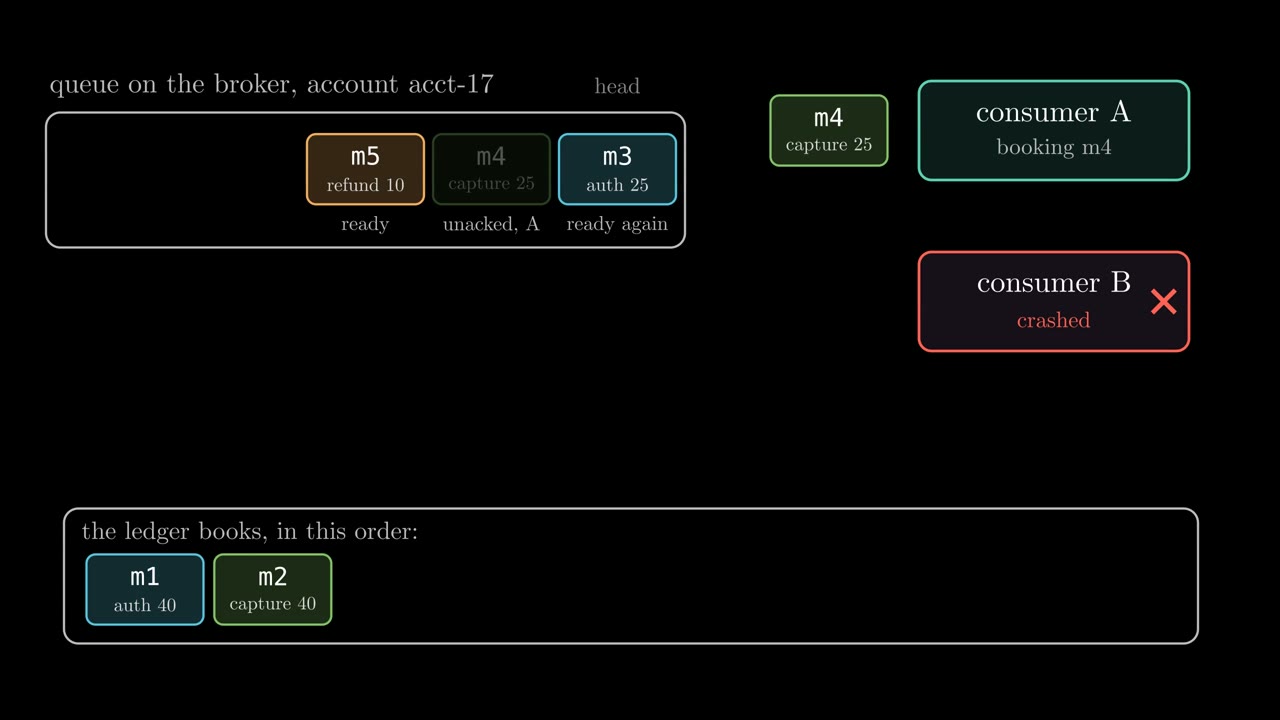 queue on the broker, account acct-17
head
m5
refund 10
ready
m4
capture 25
unacked, A
m3
auth 25
ready again
m4
capture 25
consumer A
booking m4
consumer B
crashed
the ledger books, in this order:
m1
auth 40
m2
capture 40